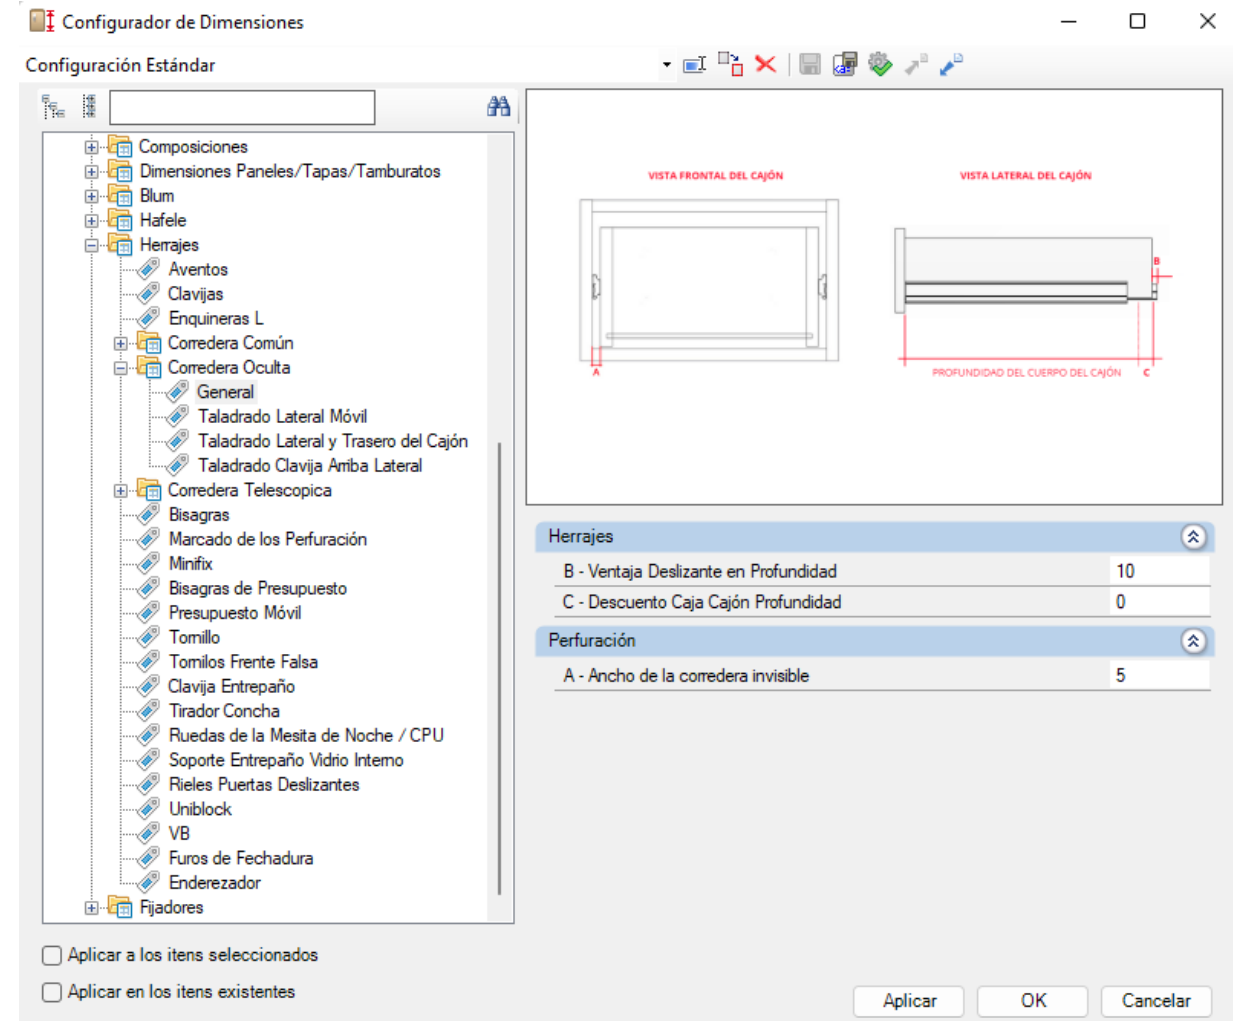 Configurador de Dimensiones
Configuración Estándar
Composiciones
Dimensiones Paneles/Tapas/Tamburatos
Blum
Hafele
Herrajes
Aventos
Clavijas
Enquineras L
Corredera Común
Corredera Oculta
General
Taladrado Lateral Móvil
Taladrado Lateral y Trasero del Cajón
Taladrado Clavija Arriba Lateral
Corredera Telescopica
Bisagras
Marcado de los Perfuración
Minifix
Bisagras de Presupuesto
Presupuesto Móvil
Tornillo
Tornilos Frente Falsa
Clavija Entrepaño
Tirador Concha
Ruedas de la Mesita de Noche / CPU
Soporte Entrepaño Vidrio Interno
Rieles Puertas Deslizantes
Uniblock
VB
Furos de Fechadura
Enderezador
Fijadores
Aplicar a los itens seleccionados
Aplicar en los itens existentes
VISTA FRONTAL DEL CAJÓN
VISTA LATERAL DEL CAJÓN
B
A
PROFUNDIDAD DEL CUERPO DEL CAJÓN
C
Herrajes
B - Ventaja Deslizante en Profundidad 10
C - Descuento Caja Cajón Profundidad 0
Perfuración
A - Ancho de la corredera invisible 5
Aplicar
OK
Cancelar